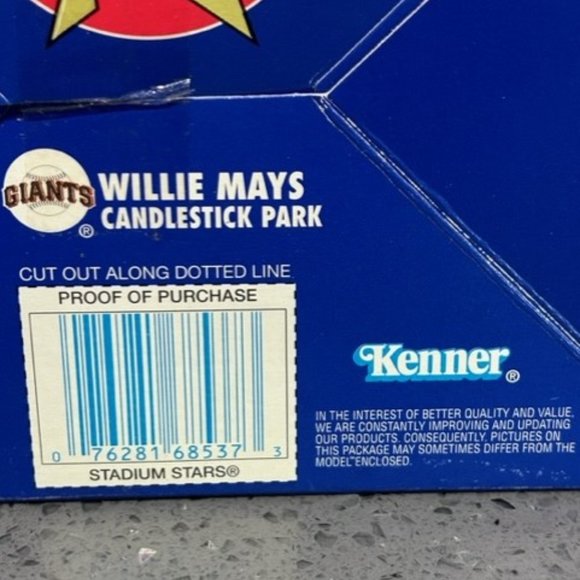 GIANTS
®
WILLIE MAYS
CANDLESTICK PARK
CUT OUT ALONG DOTTED LINE
PROOF OF PURCHASE
0 76281 68537 3
STADIUM STARS®
Kenner®
IN THE INTEREST OF BETTER QUALITY AND VALUE,
WE ARE CONSTANTLY IMPROVING AND UPDATING
OUR PRODUCTS. CONSEQUENTLY, PICTURES ON
THIS PACKAGE MAY SOMETIMES DIFFER FROM THE
MODEL ENCLOSED.